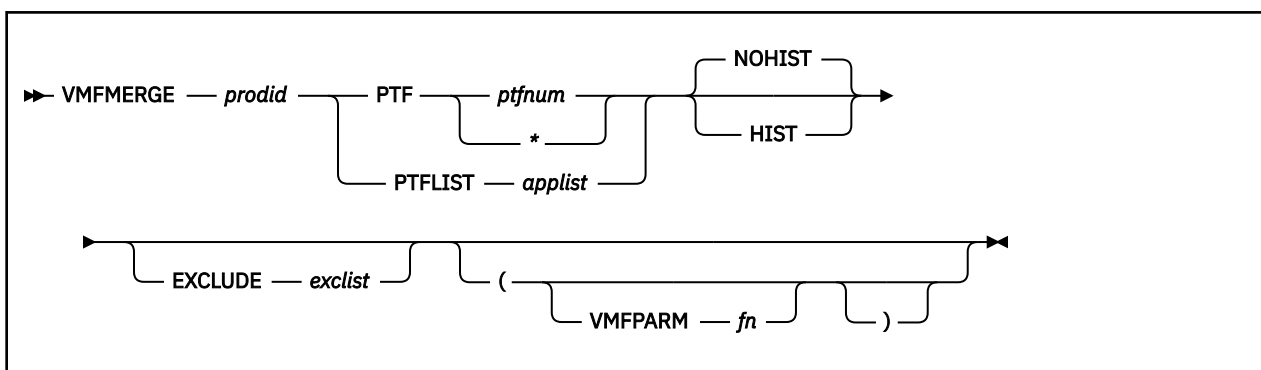 NOHIST
VMFMERGE prodid PTF ptfnum
HIST
*
PTFLIST applist
EXCLUDE exclist (
VMFPARM fn )